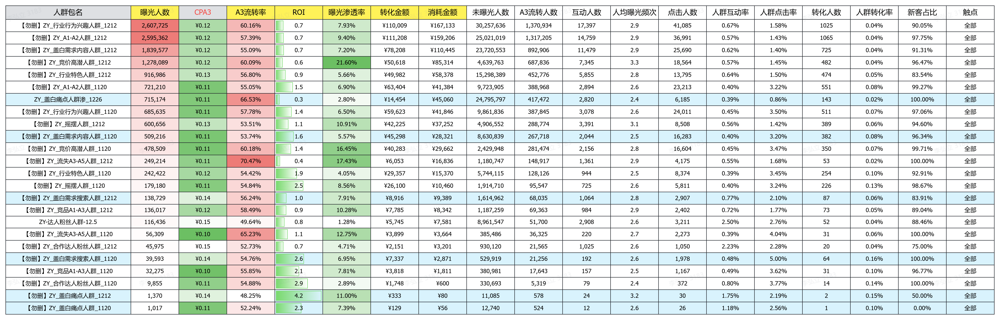 人群包名 曝光人数 CPA3 A3流转率 ROI 曝光渗透率 转化金额 消耗金额 未曝光人数 A3流转人数 互动人数 人均曝光频次 点击人数 人群互动率 人群点击率 转化人数 人群转化率 新客占比 触点
【勿删】ZY_行业行为兴趣人群_1212 2,607,725 ¥0.12 60.16% 0.7 7.93% ¥110,009 ¥167,133 30,257,636 1,370,934 17,397 2.9 41,085 0.67% 1.58% 1025 0.04% 90.05% 全部
【勿删】ZY_A1-A2人群_1212 2,595,362 ¥0.12 57.39% 0.7 9.40% ¥111,208 ¥159,206 25,021,019 1,317,205 14,759 2.9 36,991 0.57% 1.43% 1065 0.04% 97.75% 全部
【勿删】ZY_盖白需求内容人群_1212 1,839,577 ¥0.12 55.09% 0.7 7.20% ¥78,208 ¥110,445 23,720,553 892,906 11,479 2.9 25,690 0.62% 1.40% 725 0.04% 91.31% 全部
【勿删】ZY_竞价高潜人群_1212 1,278,089 ¥0.12 60.09% 0.6 21.60% ¥50,618 ¥85,314 4,639,763 687,836 7,345 3.3 18,564 0.57% 1.45% 482 0.04% 96.47% 全部
【勿删】ZY_行业特色人群_1212 916,986 ¥0.13 56.80% 0.9 5.66% ¥49,982 ¥58,378 15,298,389 452,776 5,855 2.8 13,795 0.64% 1.50% 474 0.05% 83.54% 全部
【勿删】ZY_A1-A2人群_1120 721,210 ¥0.11 55.05% 1.5 6.90% ¥63,404 ¥41,384 9,723,905 388,968 2,894 2.6 23,213 0.40% 3.22% 551 0.08% 99.27% 全部
ZY_盖白痛点人群渗_1226 715,174 ¥0.11 66.53% 0.3 2.80% ¥14,454 ¥45,060 24,795,797 417,472 2,820 2.4 6,185 0.39% 0.86% 143 0.02% 100.00% 全部
【勿删】ZY_行业行为兴趣人群_1120 685,635 ¥0.11 57.78% 1.4 6.50% ¥59,623 ¥41,846 9,861,836 387,845 3,078 2.6 24,011 0.45% 3.50% 511 0.07% 97.06% 全部
【勿删】ZY_摇摆人群_1212 600,656 ¥0.13 53.51% 1.1 10.91% ¥42,225 ¥37,252 4,906,552 288,774 3,391 3.1 8,508 0.56% 1.42% 389 0.06% 94.60% 全部
【勿删】ZY_盖白需求内容人群_1120 509,216 ¥0.11 53.74% 1.6 5.57% ¥45,298 ¥28,321 8,630,839 267,718 2,044 2.5 16,283 0.40% 3.20% 382 0.08% 96.34% 全部
【勿删】ZY_竞价高潜人群_1120 478,509 ¥0.11 60.18% 1.4 16.45% ¥40,283 ¥29,662 2,429,948 281,474 2,156 2.8 16,604 0.45% 3.47% 350 0.07% 99.71% 全部
【勿删】ZY_流失A3-A5人群_1212 249,214 ¥0.11 70.47% 0.4 17.43% ¥6,053 ¥16,836 1,180,747 148,917 1,361 2.9 4,175 0.55% 1.68% 53 0.02% 100.00% 全部
【勿删】ZY_行业特色人群_1120 242,422 ¥0.12 54.42% 1.9 4.05% ¥29,357 ¥15,370 5,744,115 128,126 944 2.5 8,374 0.39% 3.45% 254 0.10% 92.91% 全部
【勿删】ZY_摇摆人群_1120 179,180 ¥0.11 54.84% 2.5 8.56% ¥26,100 ¥10,460 1,914,710 95,547 725 2.6 5,811 0.40% 3.24% 226 0.13% 98.67% 全部
【勿删】ZY_盖白需求搜索人群_1212 138,729 ¥0.14 56.24% 1.0 7.91% ¥8,916 ¥9,389 1,614,962 68,035 1,064 2.8 2,907 0.77% 2.10% 87 0.06% 83.91% 全部
【勿删】ZY_竞品A1-A3人群_1212 136,017 ¥0.12 58.49% 0.9 10.28% ¥7,785 ¥8,342 1,187,259 69,363 984 2.9 2,402 0.72% 1.77% 73 0.05% 89.04% 全部
ZY-达人粉丝人群-12.5 116,436 ¥0.15 49.64% 0.8 1.28% ¥5,745 ¥7,581 8,961,547 51,700 2,908 2.6 3,211 2.50% 2.76% 52 0.04% 88.46% 全部
【勿删】ZY_流失A3-A5人群_1120 56,309 ¥0.10 65.23% 1.1 12.75% ¥3,899 ¥3,664 385,486 36,325 220 2.7 2,273 0.39% 4.04% 31 0.06% 100.00% 全部
【勿删】ZY_合作达人粉丝人群_1212 45,975 ¥0.15 52.73% 0.7 4.71% ¥2,151 ¥3,201 930,120 21,565 1,025 2.6 1,050 2.23% 2.28% 20 0.04% 75.00% 全部
【勿删】ZY_盖白需求搜索人群_1120 39,593 ¥0.14 54.76% 2.6 6.95% ¥7,337 ¥2,871 529,919 21,256 192 2.6 1,978 0.48% 5.00% 64 0.16% 100.00% 全部
【勿删】ZY_竞品A1-A3人群_1120 32,275 ¥0.10 55.85% 2.1 7.81% ¥3,818 ¥1,811 380,981 17,643 157 2.5 1,167 0.49% 3.62% 31 0.10% 96.77% 全部
【勿删】ZY_合作达人粉丝人群_1120 9,855 ¥0.11 54.88% 2.9 2.89% ¥1,748 ¥600 330,693 5,319 79 2.4 372 0.80% 3.77% 14 0.14% 100.00% 全部
【勿删】ZY_盖白痛点人群_1212 1,370 ¥0.14 48.25% 4.2 11.00% ¥333 ¥80 11,085 578 24 3.2 30 1.75% 2.19% 2 0.15% 50.00% 全部
【勿删】ZY_盖白痛点人群_1120 1,017 ¥0.11 52.24% 2.3 7.39% ¥129 ¥56 12,740 524 12 2.6 26 1.18% 2.56% 1 0.10% 0.00% 全部